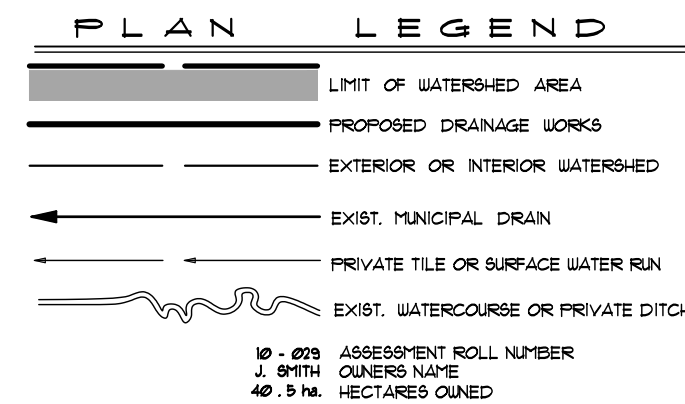 PLAN LEGEND
LIMIT OF WATERSHED AREA
PROPOSED DRAINAGE WORKS
EXTERIOR OR INTERIOR WATERSHED
EXIST. MUNICIPAL DRAIN
PRIVATE TILE OR SURFACE WATER RUN
EXIST. WATERCOURSE OR PRIVATE DITCH
10 - 029 ASSESSMENT ROLL NUMBER
J. SMITH OWNERS NAME
40 . 5 ha. HECTARES OWNED